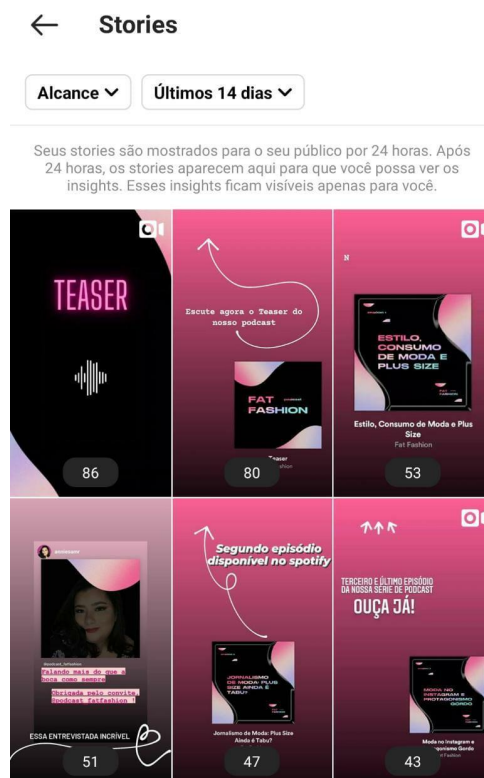 Stories
Alcance
Últimos 14 dias
Seus stories são mostrados para o seu público por 24 horas. Após
24 horas, os stories aparecem aqui para que você possa ver os
insights. Esses insights ficam visíveis apenas para você.
TEASER
86
Escute agora o Teaser do
nosso podcast
FAT
FASHION
Teaser
80
N
ESTILO,
CONSUMO
DE MODA E
PLUS SIZE
Estilo, Consumo de Moda e Plus
Size
Fat Fashion
53
Falando mais do que a
boca como sempre
Obrigada pelo convite,
@podcast_fatfashion !
ESSA ENTREVISTADA INCRÍVEL
51
Segundo episódio
disponível no spotify
JORNALISMO
DE MODA: PLUS
SIZE AINDA É
TABU?
Jornalismo de Moda: Plus Size
Ainda é Tabu?
47
TERCEIRO E ÚLTIMO EPISÓDIO
DA NOSSA SÉRIE DE PODCAST
OUÇA JÁ!
MODA NO
INSTAGRAM E
PROTAGONISMO
GORDO
Moda no Instagram e
43